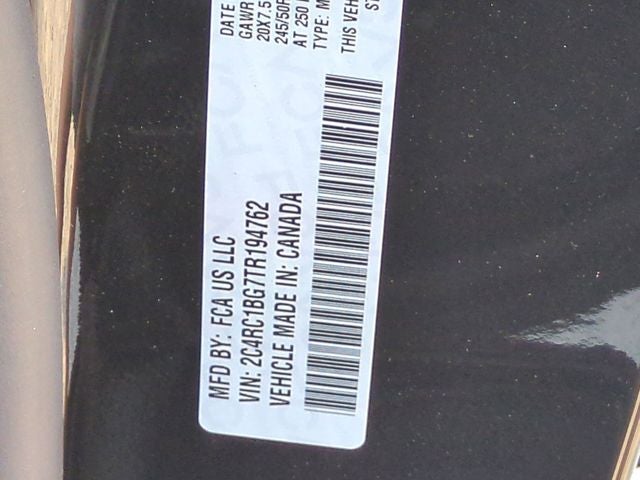 MFD BY: FCA US LLC
VIN: 2C4RC1BG7TR194762
VEHICLE MADE IN: CANADA
DATE
GAWR
20X7.5
245/50R
AT 250
TYPE: M
THIS VEH